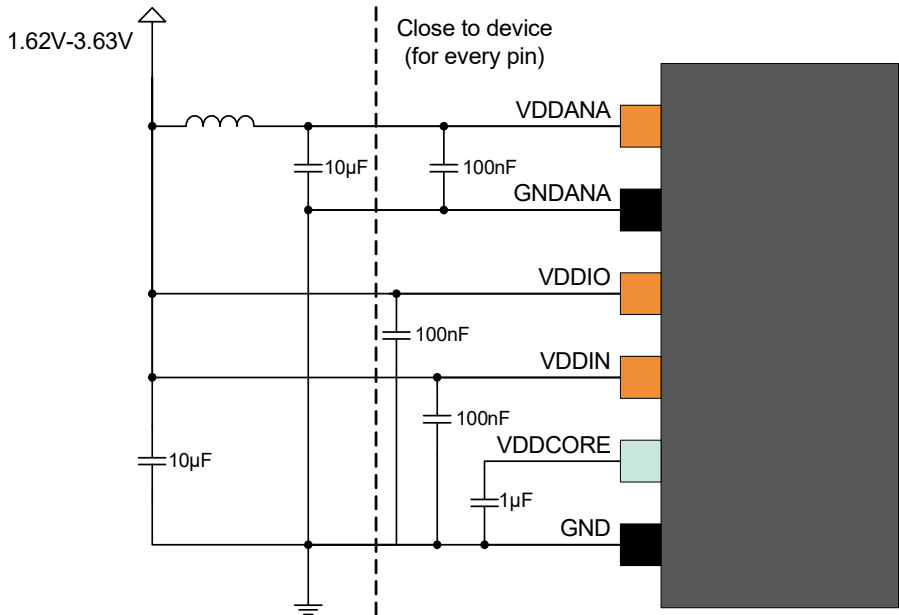 1.62V-3.63V
Close to device
(for every pin)
VDDANA
10µF
100nF
GNDANA
VDDIO
100nF
VDDIN
100nF
VDDCORE
10µF
1µF
GND